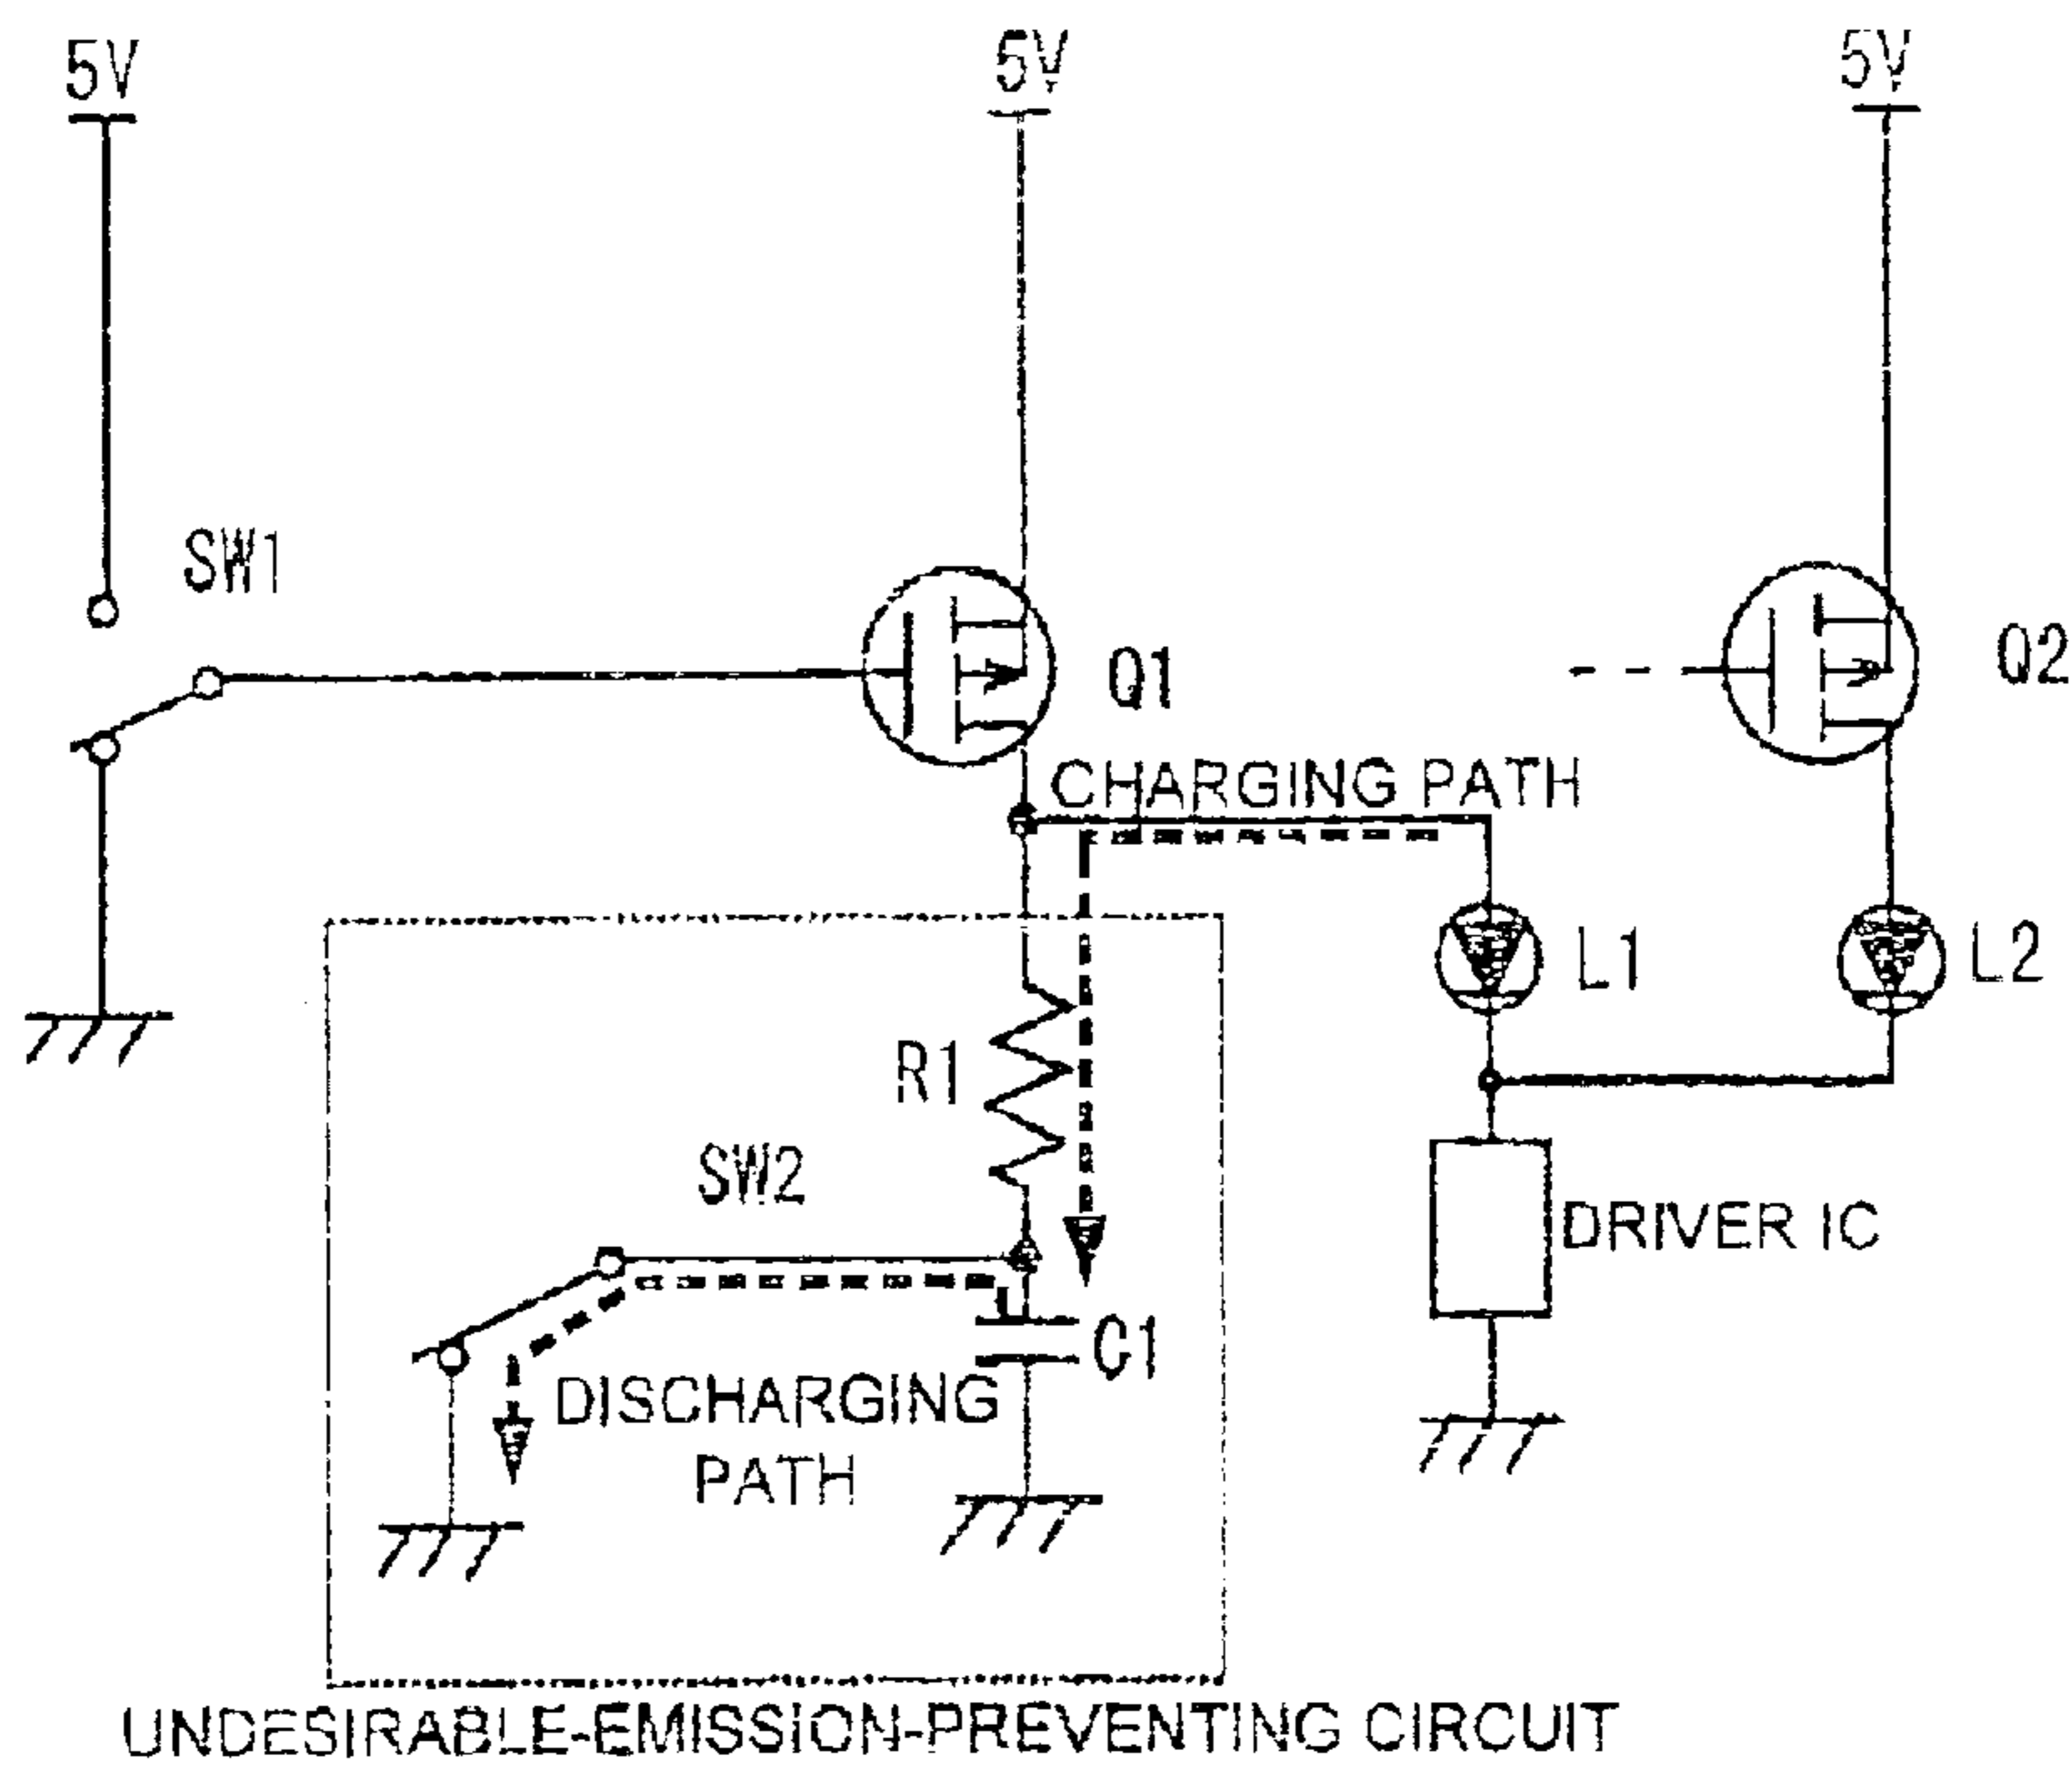 5V
5V
5V
SW1
Q1
Q2
CHARGING PATH
L1
L2
R1
SW2
DRIVER IC
C1
DISCHARGING
PATH
UNDESIRABLE-EMISSION-PREVENTING CIRCUIT